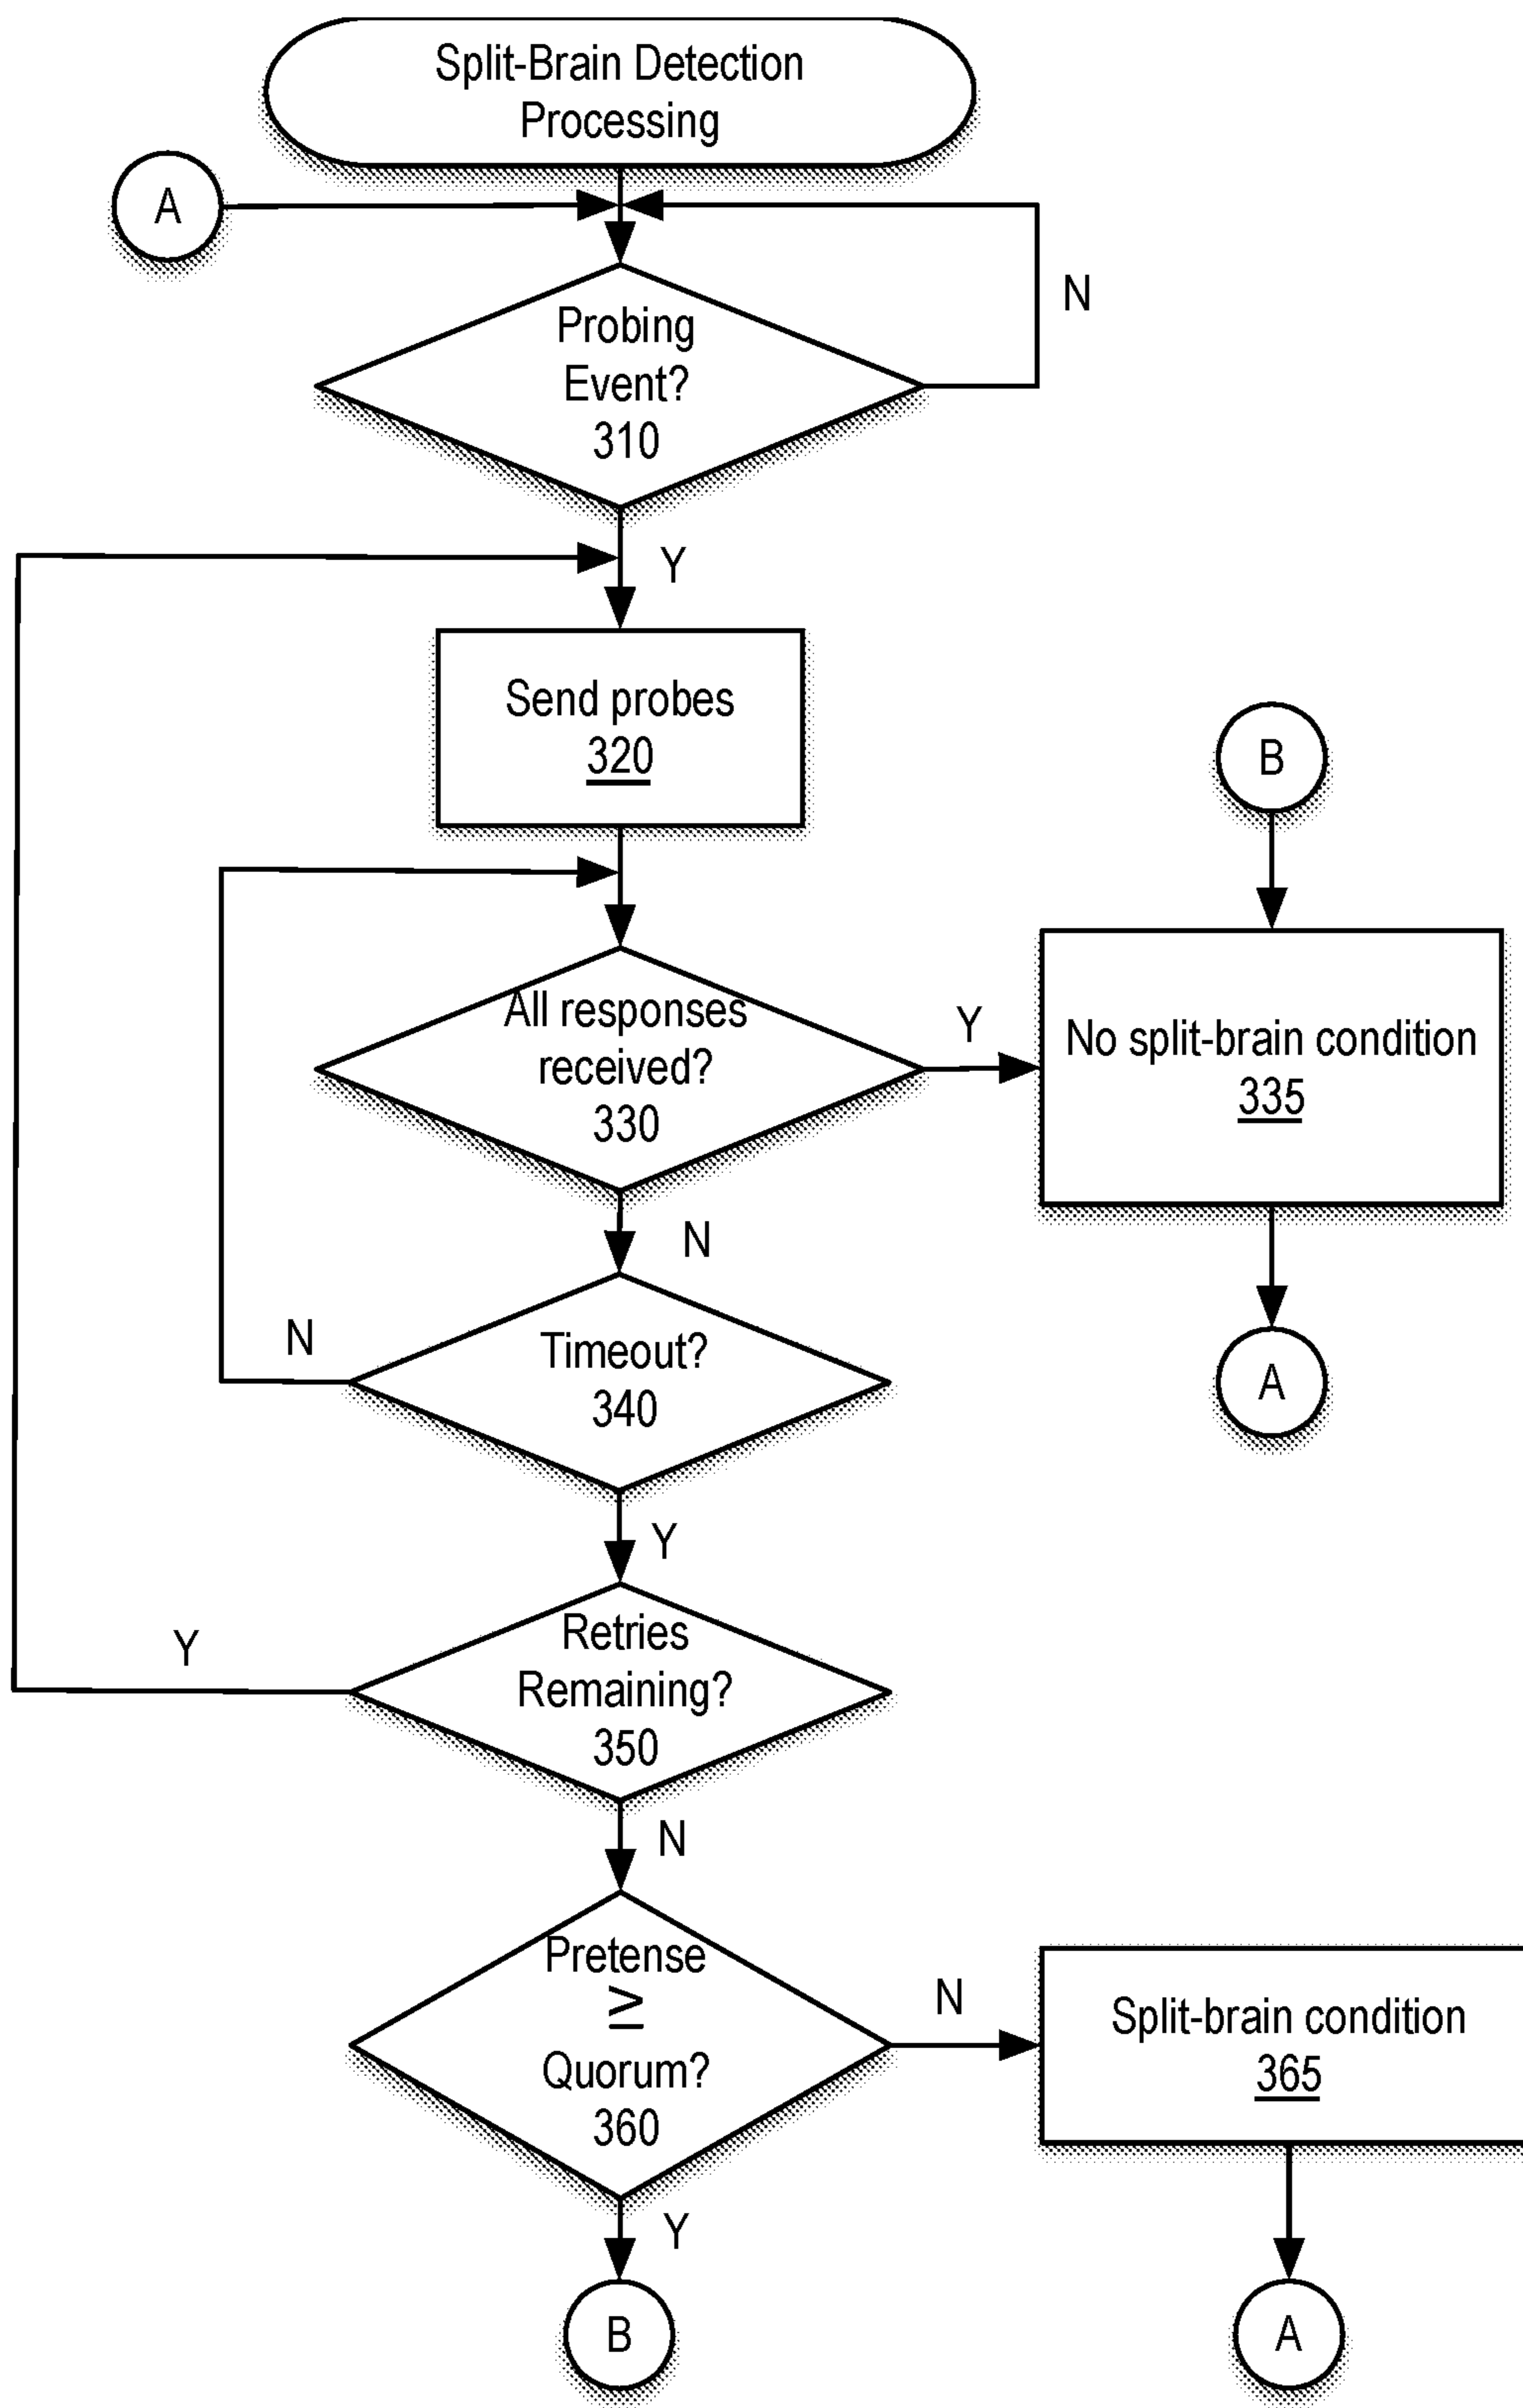 Split-Brain Detection
Processing
A
N
Probing
Event?
310
Y
Send probes
320
B
All responses
received?
330
Y
No split-brain condition
335
N
Timeout?
340
N
A
Y
Retries
Remaining?
350
Y
N
Pretense
≥
Quorum?
360
N
Split-brain condition
365
Y
B
A